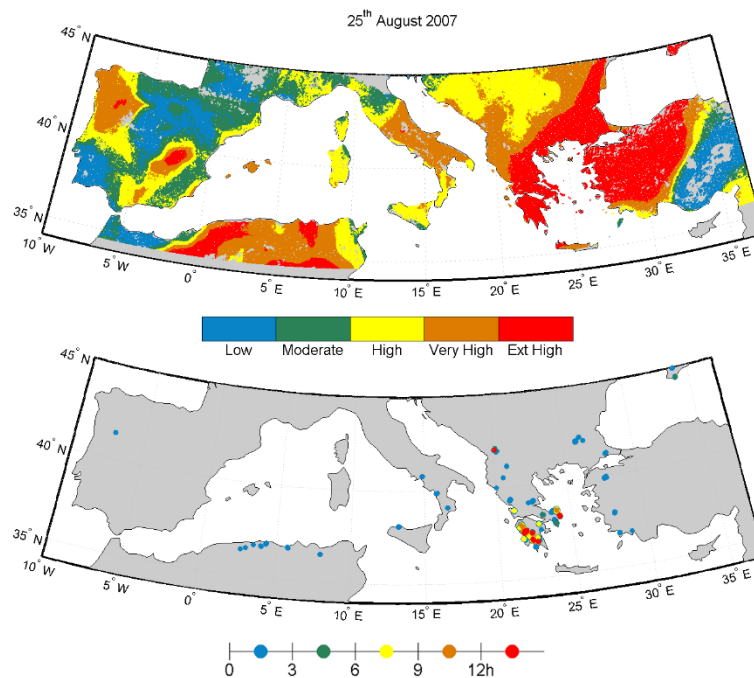 25th August 2007
45° N
40° N
35° N
10° W
5° W
0°
5° E
10° E
15° E
20° E
25° E
30° E
35° E
Low Moderate High Very High Ext High
45° N
40° N
35° N
10° W
5° W
0°
5° E
10° E
15° E
20° E
25° E
30° E
35° E
0 3 6 9 12h